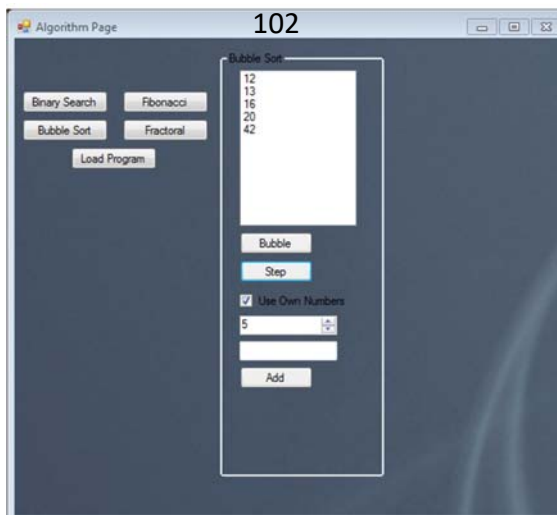 Algorithm Page
102
Binary Search
Fibonacci
Bubble Sort
Fractoral
Load Program
Bubble Sort
12
13
16
20
42
Bubble
Step
Use Own Numbers
5
Add